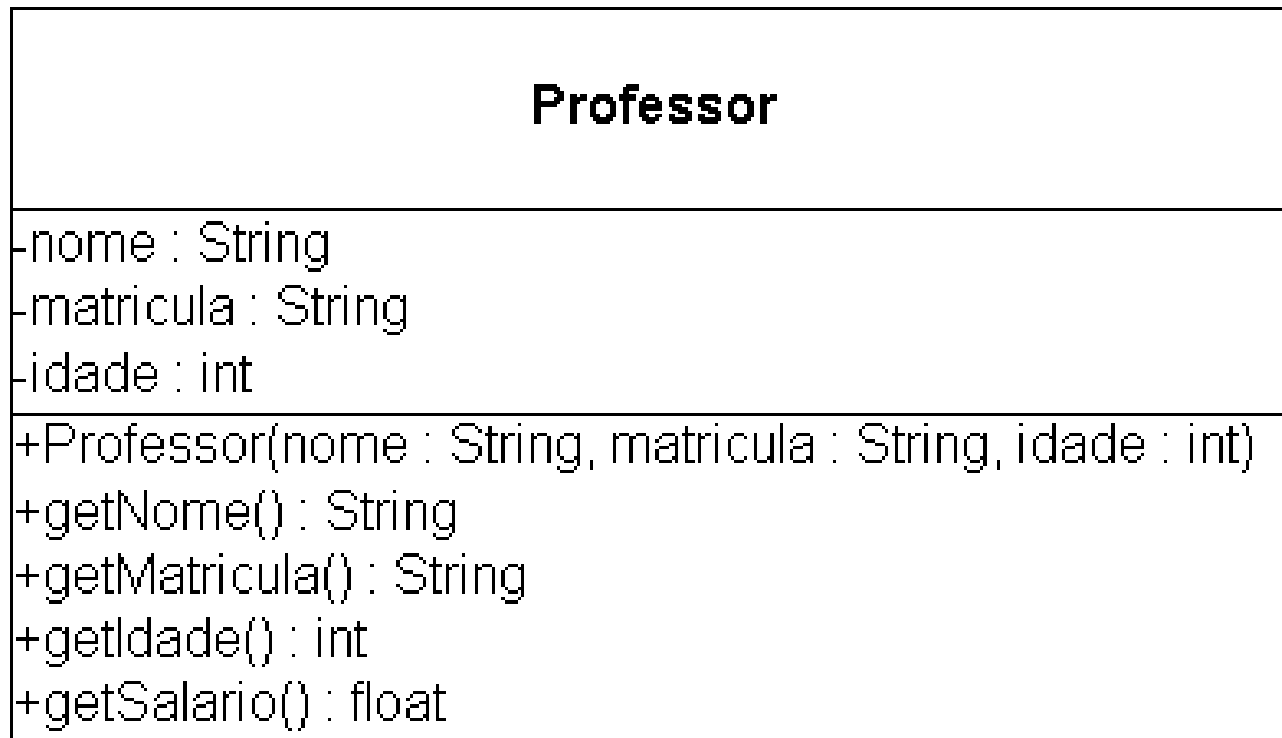 Professor
-nome : String
-matricula : String
-idade : int
+Professor(nome : String, matricula : String, idade : int)
+getNome() : String
+getMatricula() : String
+getIdade() : int
+getSalario() : float